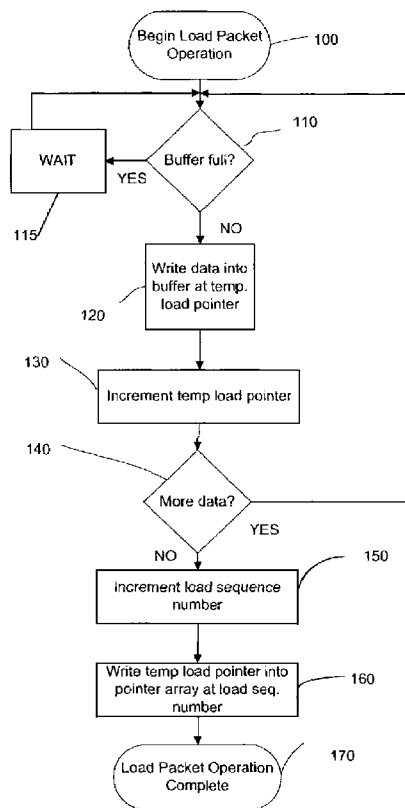 Begin Load Packet
Operation
100
110
Buffer full?
WAIT
YES
115
NO
Write data into
buffer at temp.
load pointer
120
130
Increment temp load pointer
140
More data?
YES
NO
150
Increment load sequence
number
Write temp load pointer into
pointer array at load seq.
number
160
170
Load Packet Operation
Complete